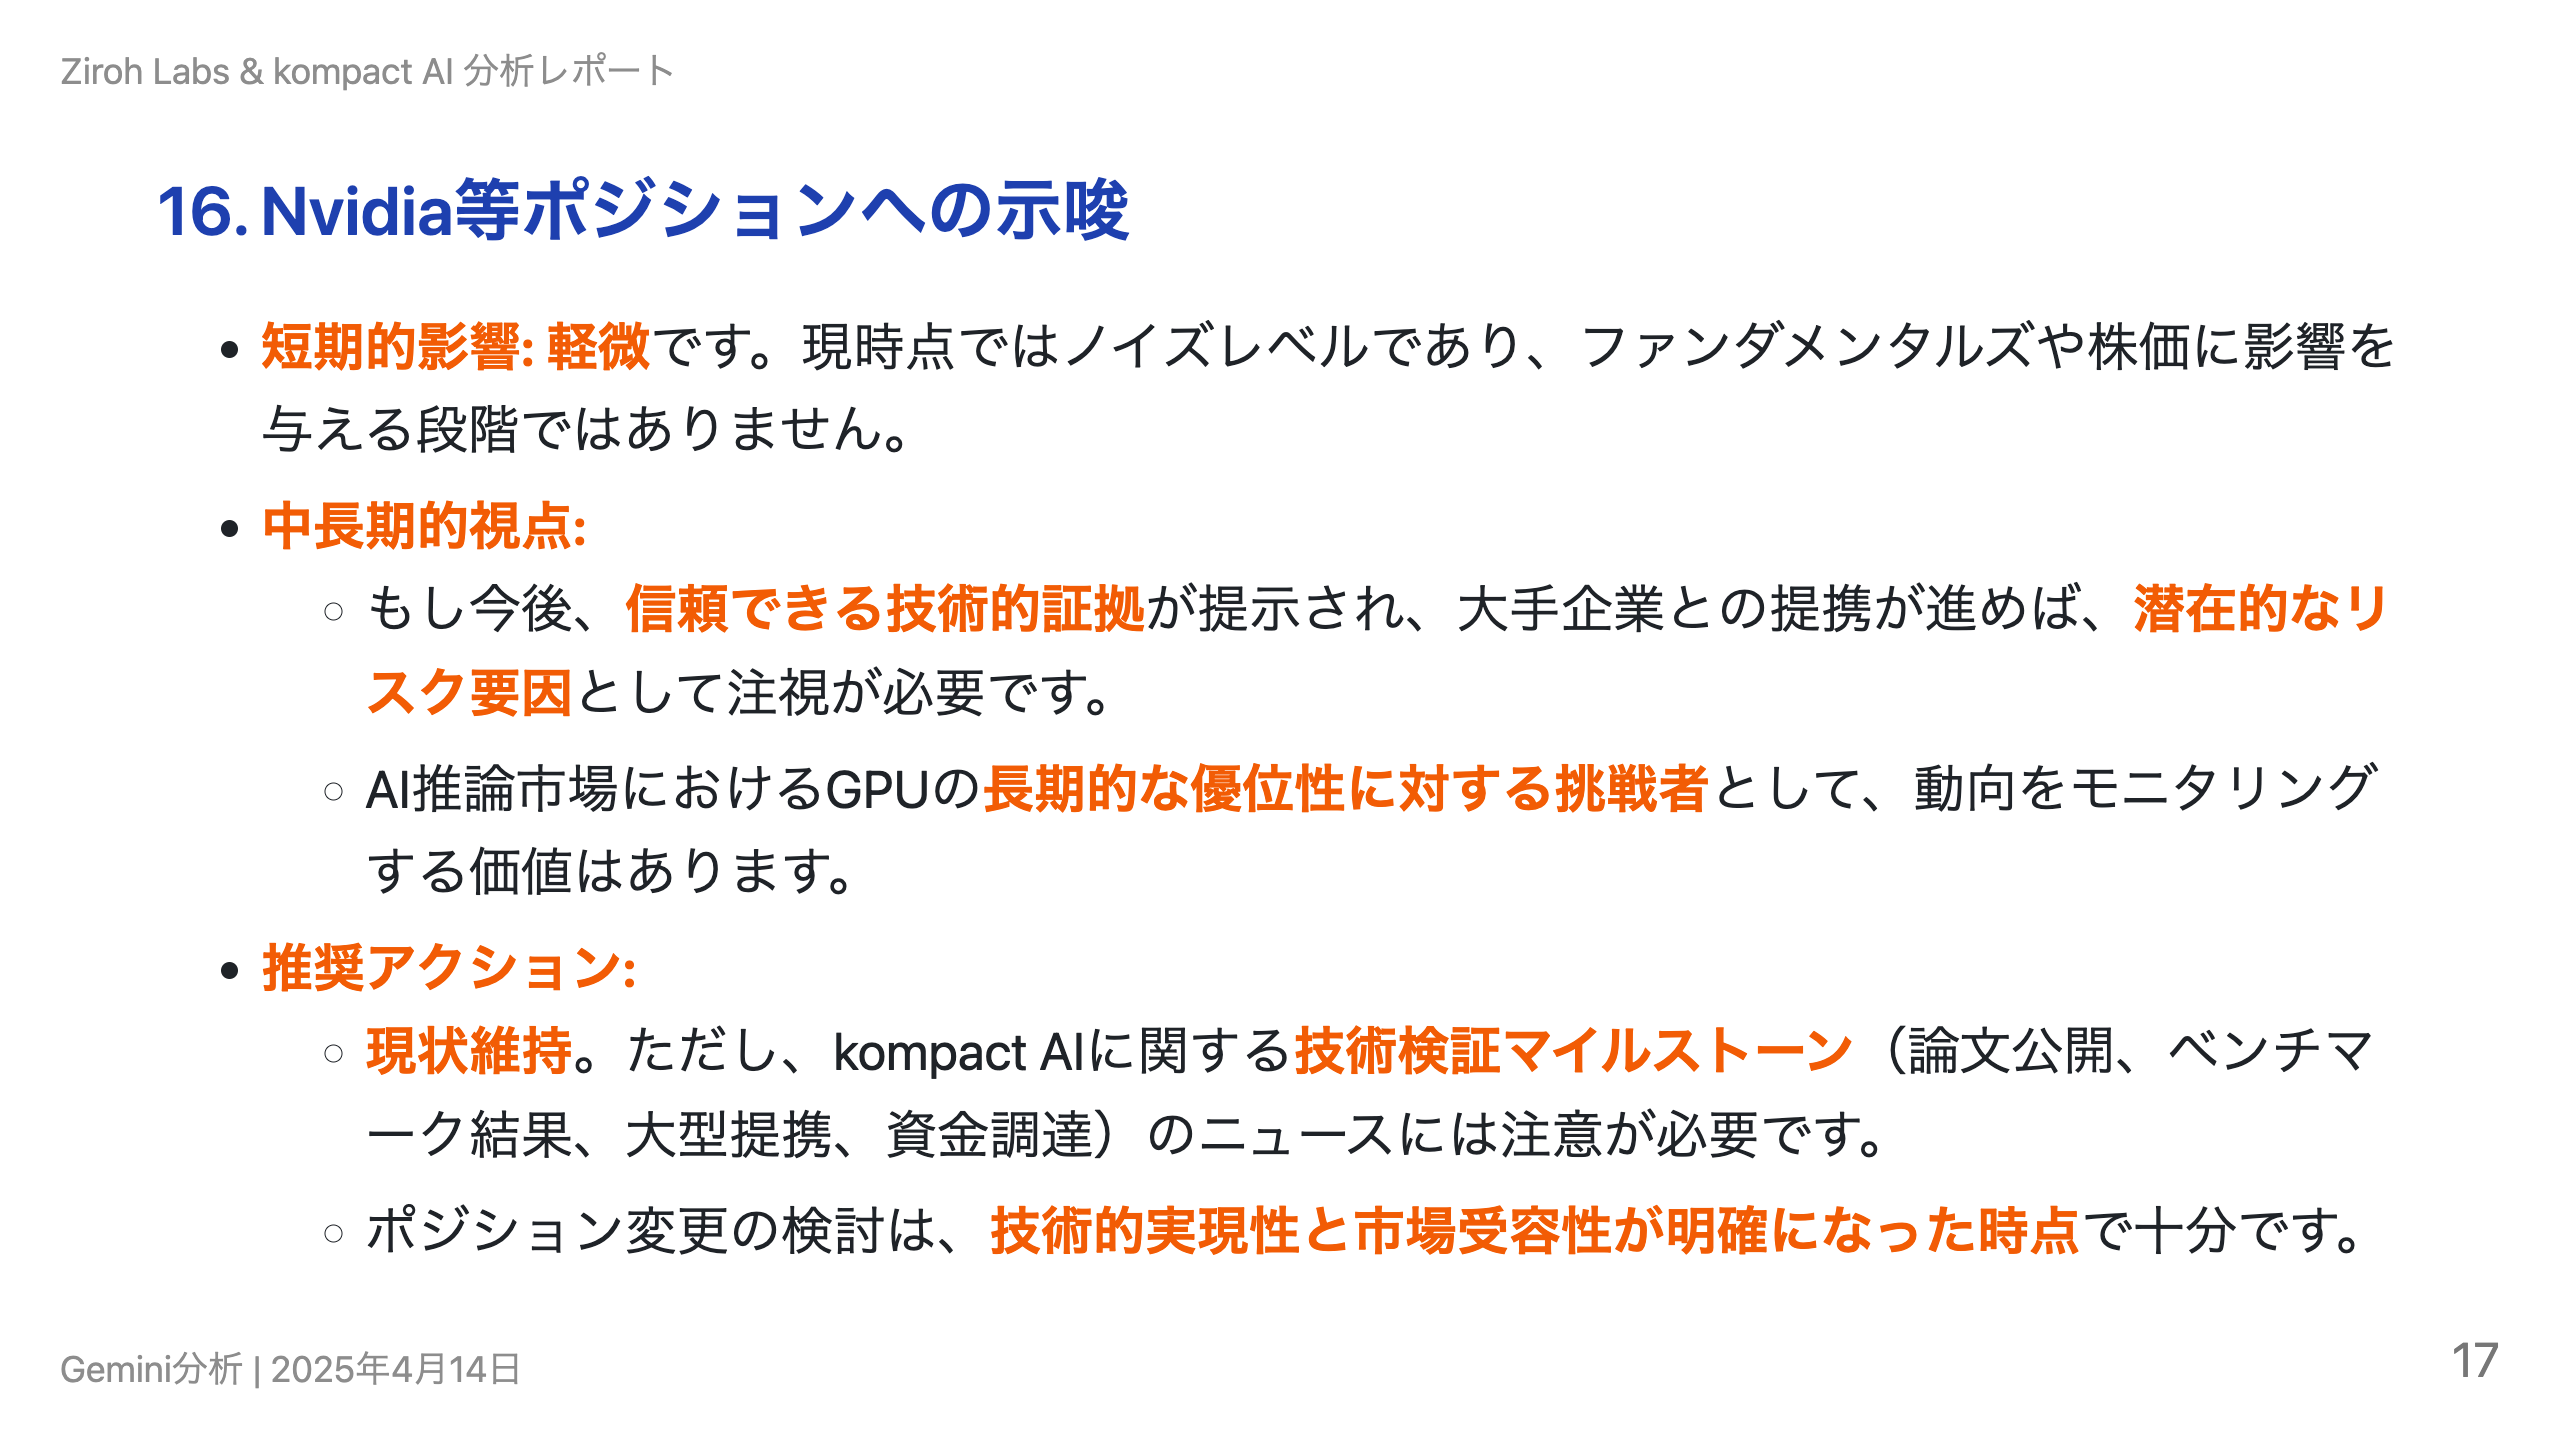 Ziroh Labs & kompact AI 分析レポート
16. Nvidia等ポジションへの示唆
• 短期的影響: 軽微です。現時点ではノイズレベルであり、ファンダメンタルズや株価に影響を
与える段階ではありません。
• 中長期的視点:
○ もし今後、信頼できる技術的証拠が提示され、大手企業との提携が進めば、潜在的なリ
スク要因として注視が必要です。
○ AI推論市場におけるGPUの長期的な優位性に対する挑戦者として、動向をモニタリング
する価値はあります。
• 推奨アクション:
○ 現状維持。ただし、kompact AIに関する技術検証マイルストーン（論文公開、ベンチマ
ーク結果、大型提携、資金調達）のニュースには注意が必要です。
○ ポジション変更の検討は、技術的実現性と市場受容性が明確になった時点で十分です。
Gemini分析 | 2025年4月14日
17